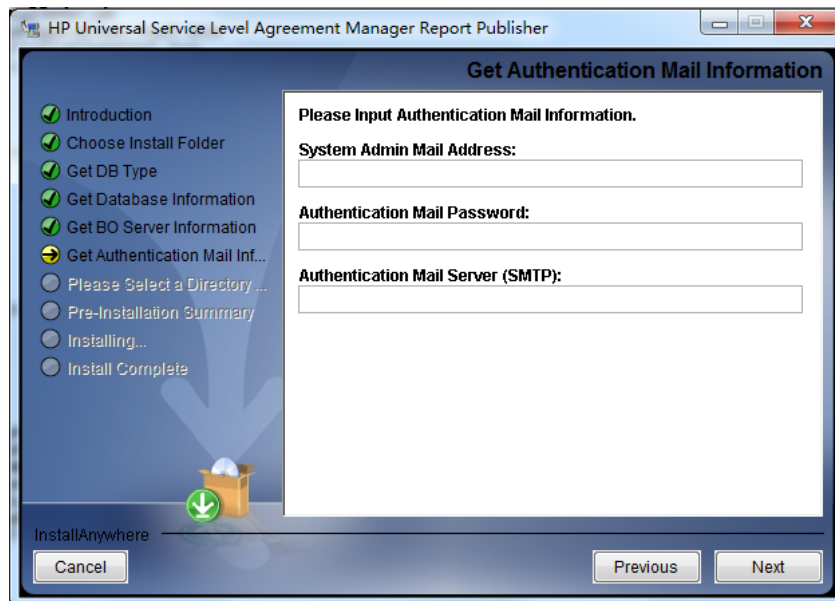 HP Universal Service Level Agreement Manager Report Publisher
Get Authentication Mail Information
Introduction
Choose Install Folder
Get DB Type
Get Database Information
Get BO Server Information
Get Authentication Mail Inf...
Please Select a Directory ...
Pre-Installation Summary
Installing...
Install Complete
Please Input Authentication Mail Information.
System Admin Mail Address:
Authentication Mail Password:
Authentication Mail Server (SMTP):
InstallAnywhere
Cancel
Previous
Next